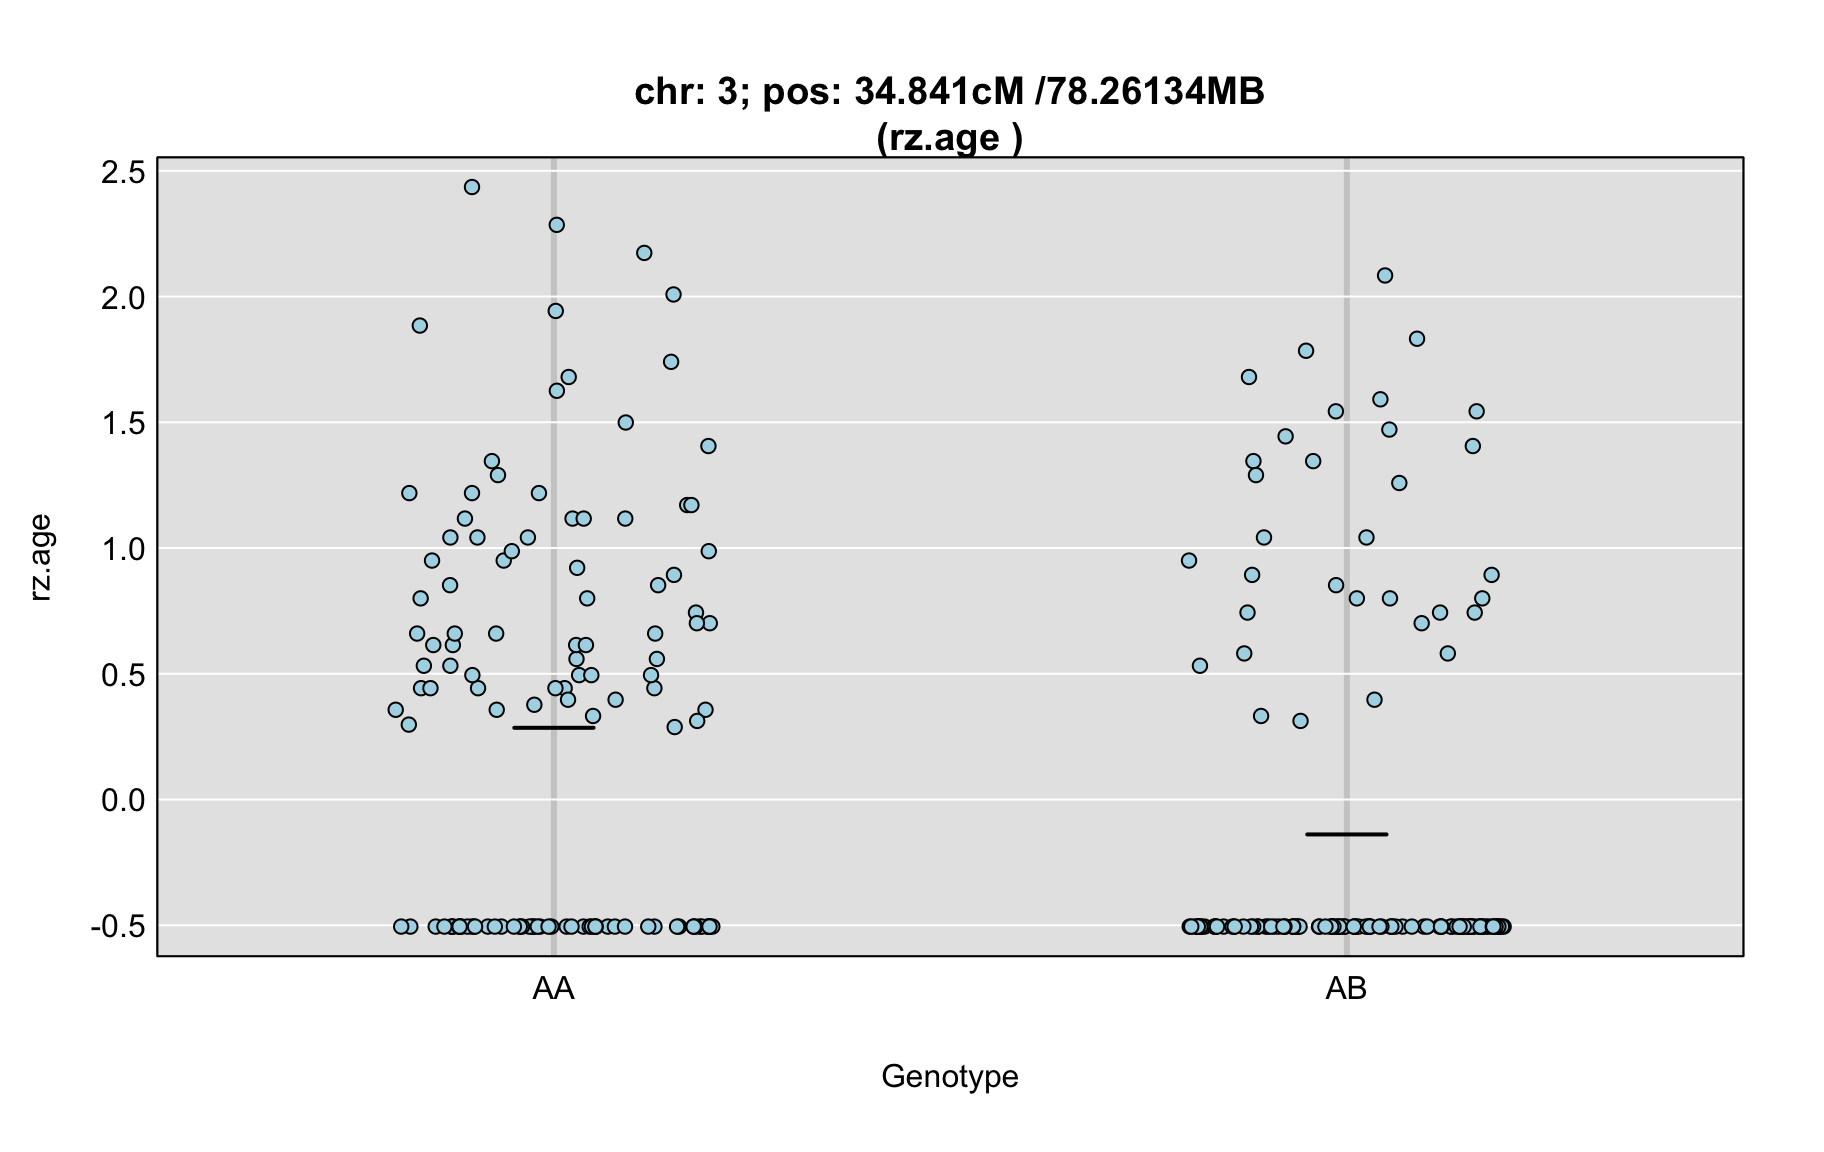 chr: 3; pos: 34.841cM /78.26134MB
(rz.age )
2.5
2.0
1.5
1.0
0.5
0.0
-0.5
rz.age
AA
AB
Genotype